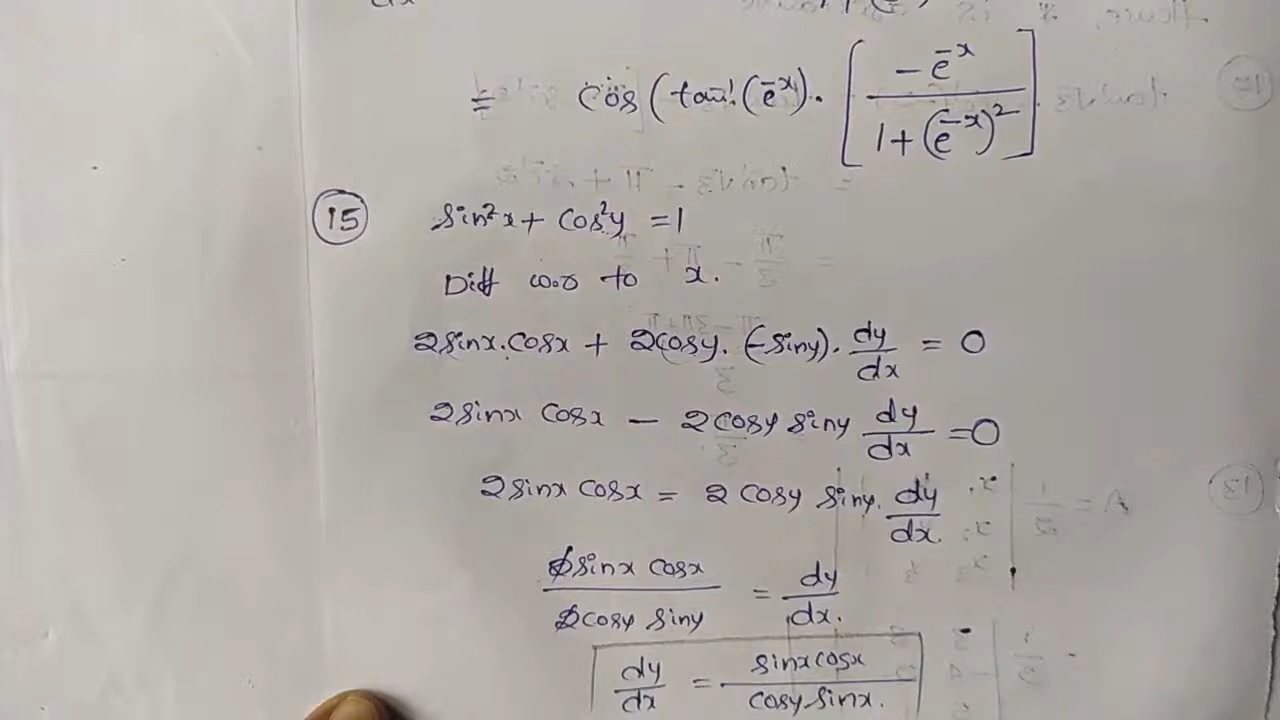 dx
= cos (tan⁻¹(e⁻ˣ). [ -e⁻ˣ / 1+(e⁻ˣ)² ]
15 sin²x + cos²y = 1
Diff w.r to x.
2sinx.cosx + 2cosy. (-siny). dy/dx = 0
2sinx cosx - 2cosy siny dy/dx = 0
2sinx cosx = 2 cosy siny. dy/dx.
2sinx cosx / 2cosy siny = dy/dx.
dy/dx = sinx cosx / cosy sinx.